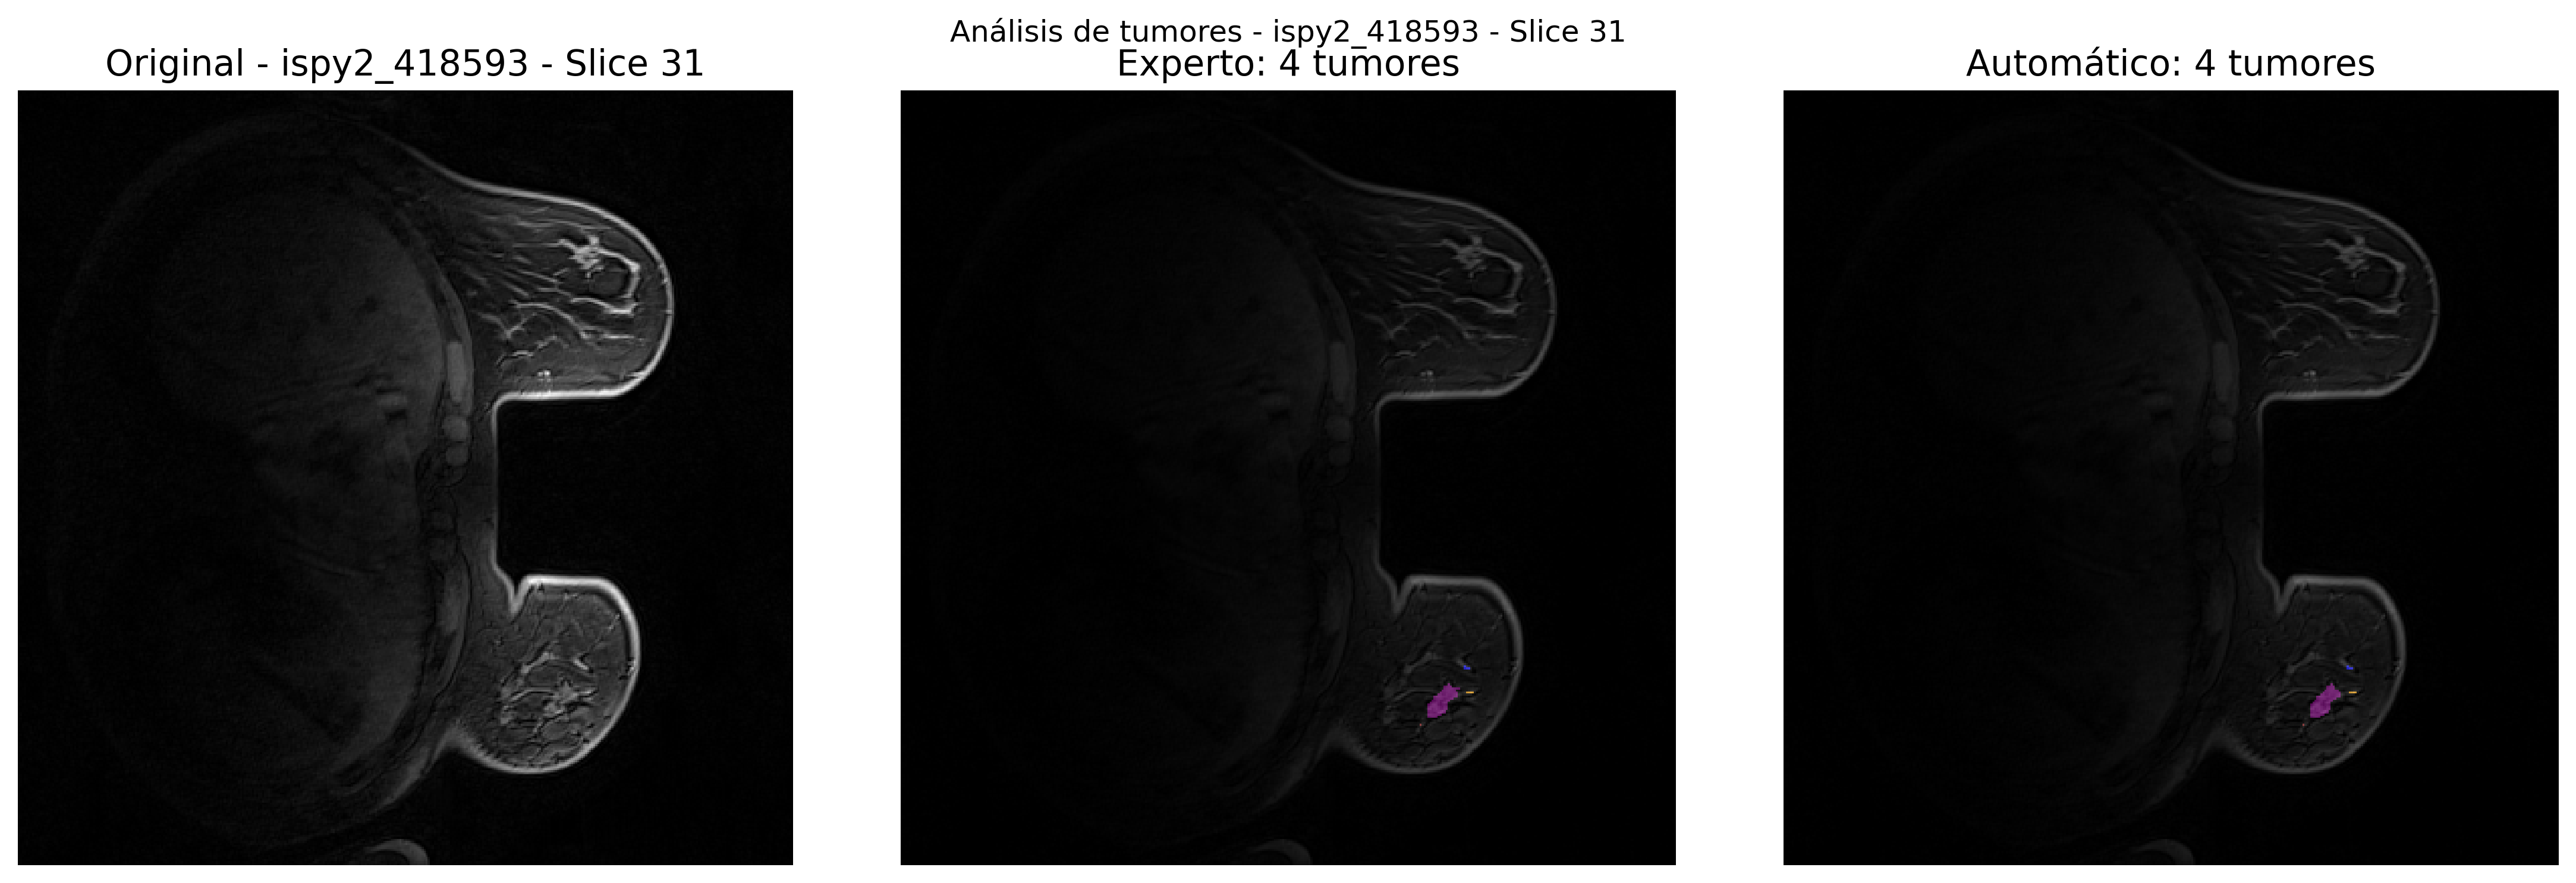 Análisis de tumores - ispy2_418593 - Slice 31
Original - ispy2_418593 - Slice 31
Experto: 4 tumores
Automático: 4 tumores